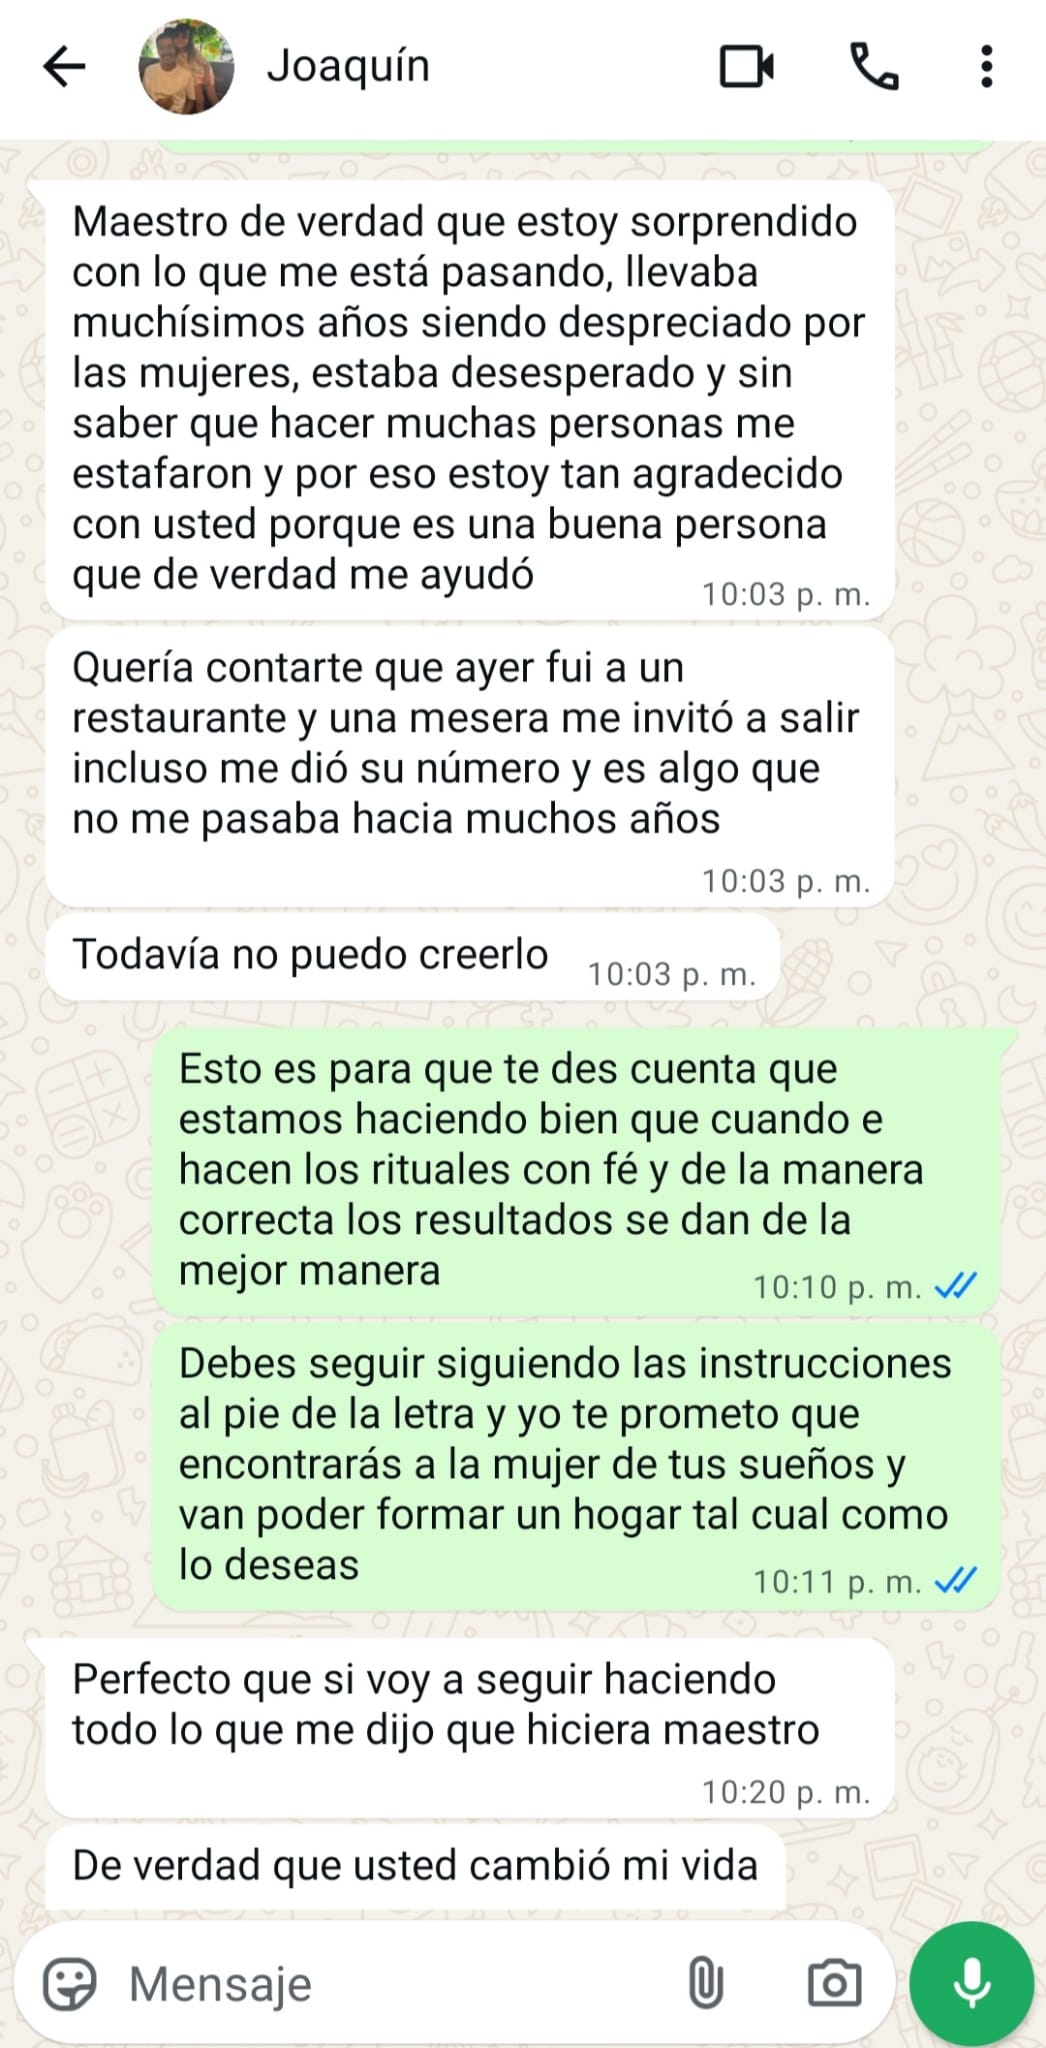 Joaquín
Maestro de verdad que estoy sorprendido
con lo que me está pasando, llevaba
muchísimos años siendo despreciado por
las mujeres, estaba desesperado y sin
saber que hacer muchas personas me
estafaron y por eso estoy tan agradecido
con usted porque es una buena persona
que de verdad me ayudó
10:03 p. m.
Quería contarte que ayer fui a un
restaurante y una mesera me invitó a salir
incluso me dió su número y es algo que
no me pasaba hacia muchos años
10:03 p. m.
Todavía no puedo creerlo
10:03 p. m.
Esto es para que te des cuenta que
estamos haciendo bien que cuando e
hacen los rituales con fé y de la manera
correcta los resultados se dan de la
mejor manera
10:10 p. m.
Debes seguir siguiendo las instrucciones
al pie de la letra y yo te prometo que
encontrarás a la mujer de tus sueños y
van poder formar un hogar tal cual como
lo deseas
10:11 p. m.
Perfecto que si voy a seguir haciendo
todo lo que me dijo que hiciera maestro
10:20 p. m.
De verdad que usted cambió mi vida
Mensaje